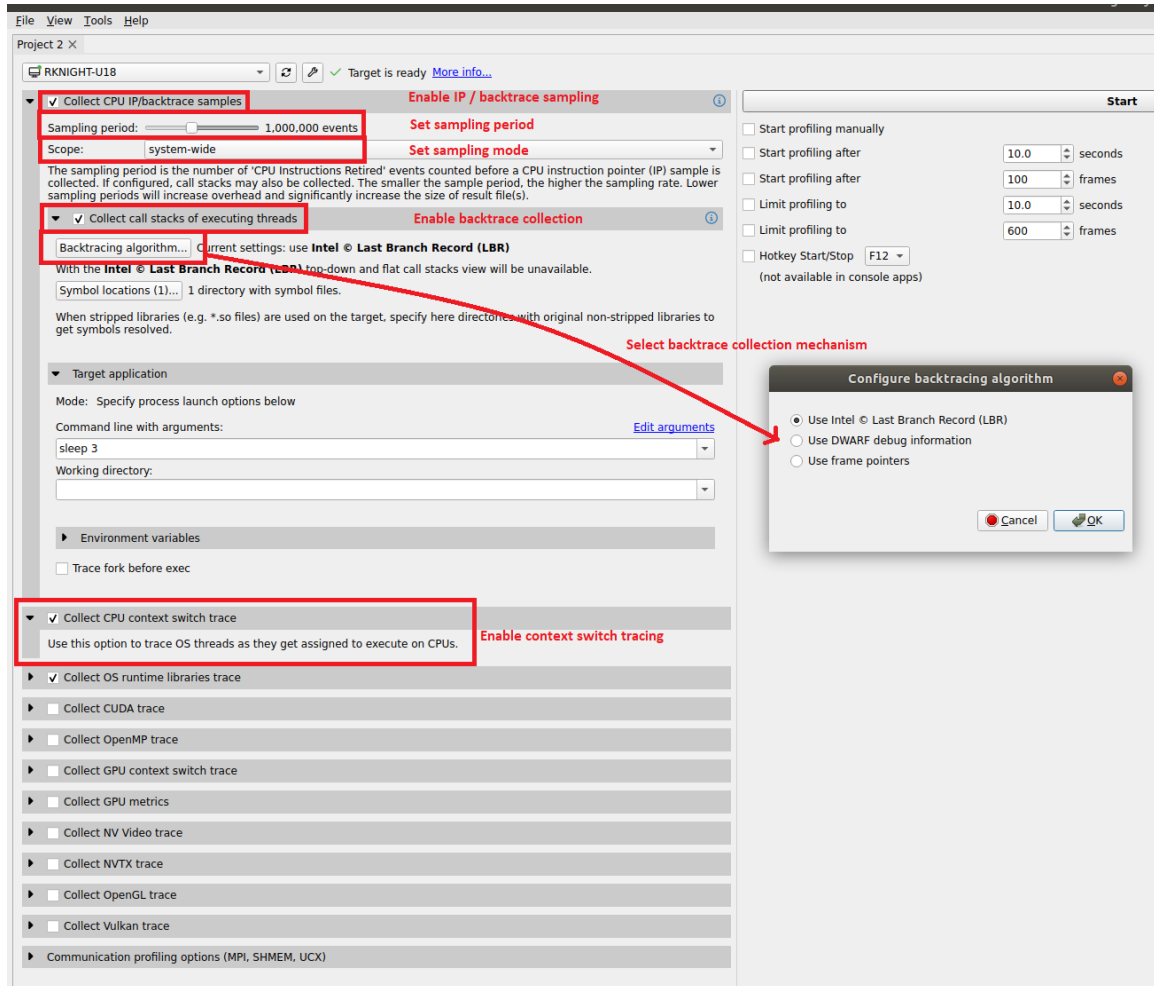 File View Tools Help
Project 2
RKNIGHT-U18 Target is ready More info...
Collect CPU IP/backtrace samples Enable IP / backtrace sampling
Sampling period: 1,000,000 events Set sampling period
Scope: system-wide Set sampling mode
The sampling period is the number of 'CPU Instructions Retired' events counted before a CPU instruction pointer (IP) sample is
collected. If configured, call stacks may also be collected. The smaller the sample period, the higher the sampling rate. Lower
sampling periods will increase overhead and significantly increase the size of result file(s).
Collect call stacks of executing threads Enable backtrace collection
Backtracing algorithm... Current settings: use Intel © Last Branch Record (LBR)
With the Intel © Last Branch Record (LBR) top-down and flat call stacks view will be unavailable.
Symbol locations (1)... 1 directory with symbol files.
When stripped libraries (e.g. *.so files) are used on the target, specify here directories with original non-stripped libraries to
get symbols resolved.
Select backtrace collection mechanism
Target application
Mode: Specify process launch options below
Command line with arguments: Edit arguments
sleep 3
Working directory:
Environment variables
Trace fork before exec
Collect CPU context switch trace
Use this option to trace OS threads as they get assigned to execute on CPUs.
Enable context switch tracing
Collect OS runtime libraries trace
Collect CUDA trace
Collect OpenMP trace
Collect GPU context switch trace
Collect GPU metrics
Collect NV Video trace
Collect NVTX trace
Collect OpenGL trace
Collect Vulkan trace
Communication profiling options (MPI, SHMEM, UCX)
Start
Start profiling manually
Start profiling after 10.0 seconds
Start profiling after 100 frames
Limit profiling to 10.0 seconds
Limit profiling to 600 frames
Hotkey Start/Stop F12
(not available in console apps)
Configure backtracing algorithm
Use Intel © Last Branch Record (LBR)
Use DWARF debug information
Use frame pointers
Cancel OK